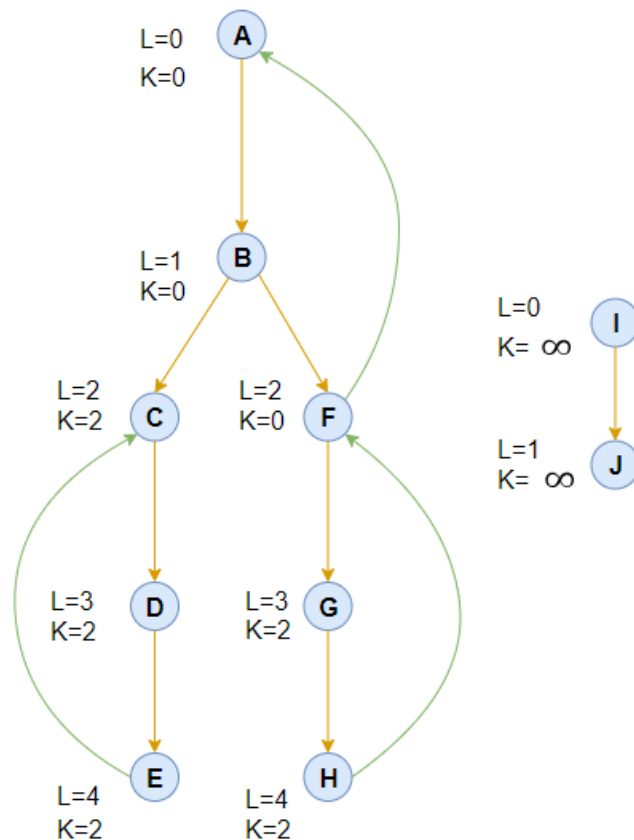 A
L=0
K=0
B
L=1
K=0
L=0
I
K= ∞
L=2
K=2
C
L=2
K=0
F
L=1
K= ∞
J
L=3
K=2
D
L=3
K=2
G
E
L=4
K=2
H
L=4
K=2